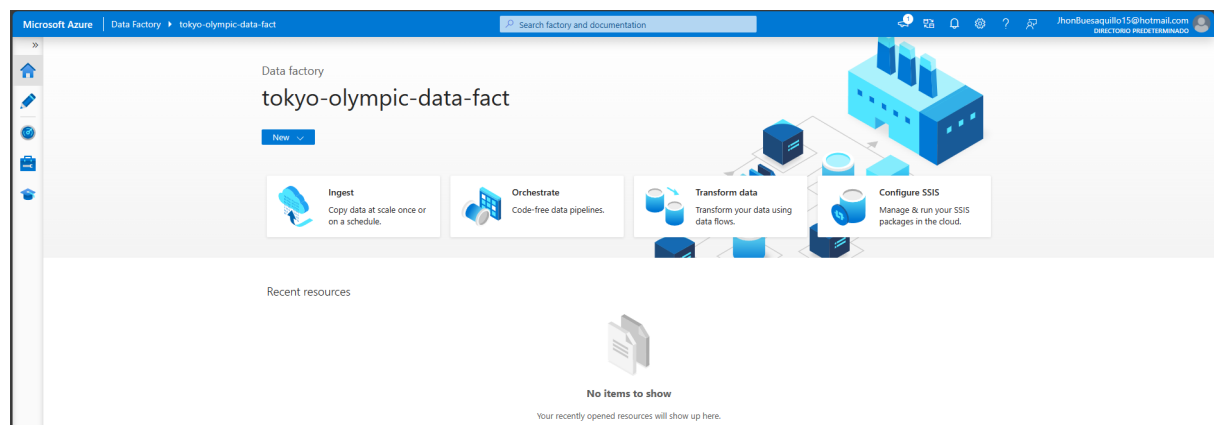 Microsoft Azure | Data Factory ▸ tokyo-olympic-data-fact
Search factory and documentation
1
JhonBuesaquillo15@hotmail.com
DIRECTORIO PREDETERMINADO
Data factory
tokyo-olympic-data-fact
New
Ingest
Copy data at scale once or
on a schedule.
Orchestrate
Code-free data pipelines.
Transform data
Transform your data using
data flows.
Configure SSIS
Manage & run your SSIS
packages in the cloud.
Recent resources
No items to show
Your recently opened resources will show up here.